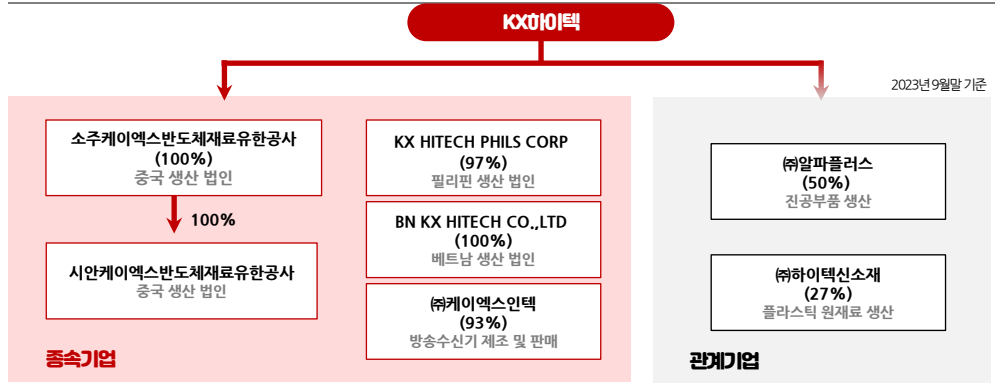 KX하이텍
2023년 9월말 기준
소주케이엑스반도체재료유한공사
(100%)
중국 생산 법인
100%
시안케이엑스반도체재료유한공사
중국 생산 법인
KX HITECH PHILS CORP
(97%)
필리핀 생산 법인
BN KX HITECH CO.,LTD
(100%)
베트남 생산 법인
㈜케이엑스인텍
(93%)
방송수신기 제조 및 판매
종속기업
㈜알파플러스
(50%)
진공부품 생산
㈜하이텍신소재
(27%)
플라스틱 원재료 생산
관계기업